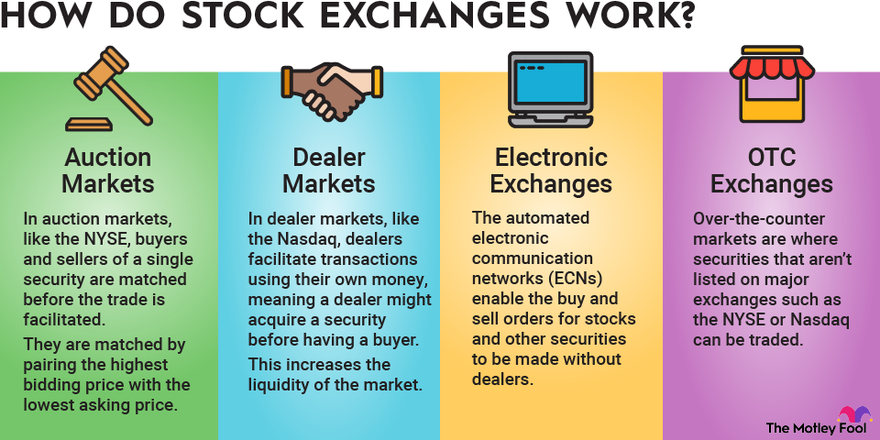 HOW DO STOCK EXCHANGES WORK?
Auction
Markets
In auction markets,
like the NYSE, buyers
and sellers of a single
security are matched
before the trade is
facilitated.
They are matched by
pairing the highest
bidding price with the
lowest asking price.
Dealer
Markets
In dealer markets, like
the Nasdaq, dealers
facilitate transactions
using their own money,
meaning a dealer might
acquire a security
before having a buyer.
This increases the
liquidity of the market.
Electronic
Exchanges
The automated
electronic
communication
networks (ECNs)
enable the buy and
sell orders for stocks
and other securities
to be made without
dealers.
OTC
Exchanges
Over-the-counter
markets are where
securities that aren’t
listed on major
exchanges such as
the NYSE or Nasdaq
can be traded.
The Motley Fool